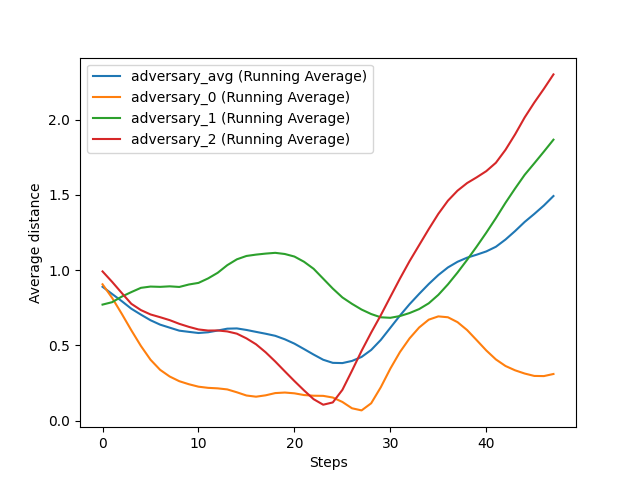 adversary_avg (Running Average)
adversary_0 (Running Average)
adversary_1 (Running Average)
adversary_2 (Running Average)
Average distance
2.0
1.5
1.0
0.5
0.0
0 10 20 30 40
Steps